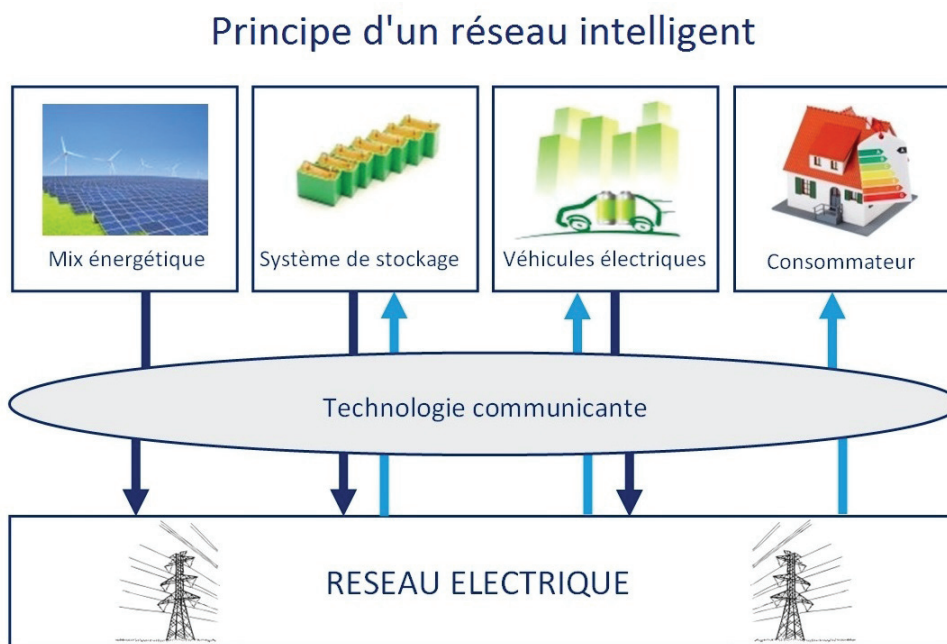 Principe d'un réseau intelligent
Mix énergétique
Système de stockage
Véhicules électriques
Consommateur
Technologie communicante
RESEAU ELECTRIQUE